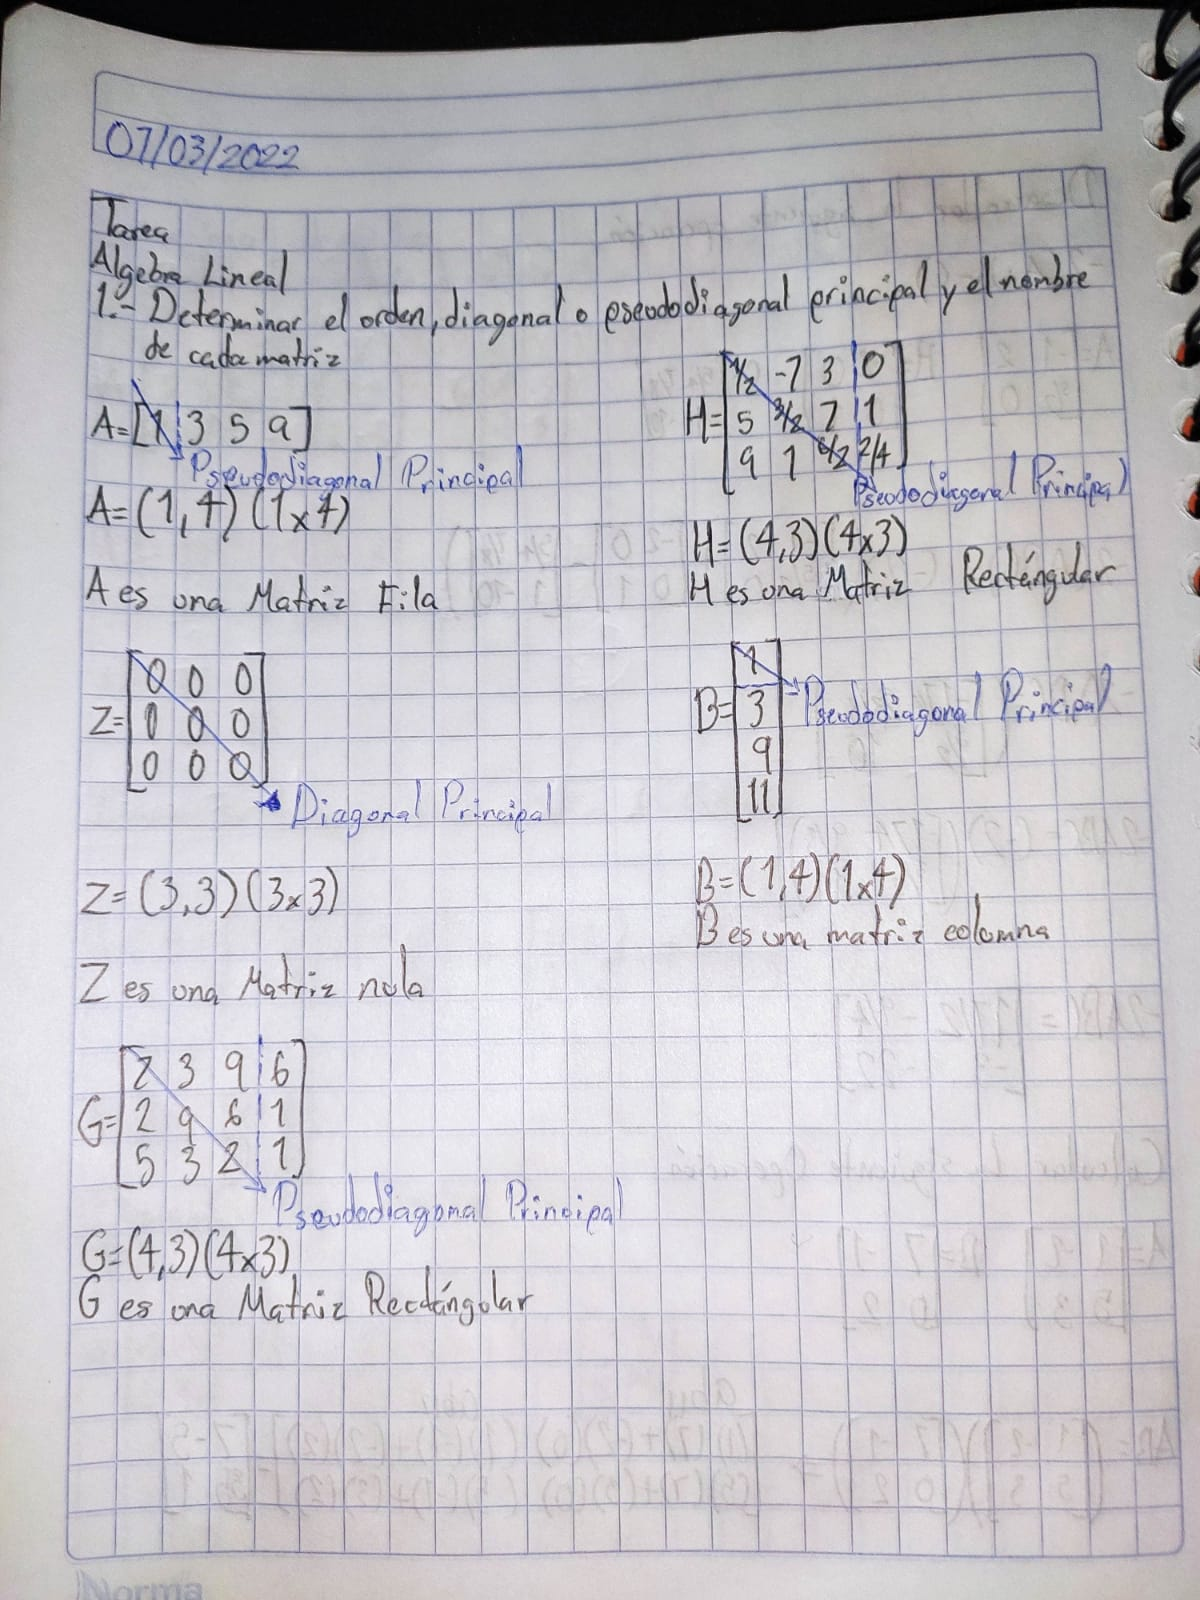 07/03/2022
Tarea
Algebra Lineal
1.- Determinar el orden, diagonal o pseudodiagonal principal y el nombre
de cada matriz
A=[1 3 5 9]
Pseudodiagonal Principal
A=(1,4)(1x4)
A es una Matriz Fila
1/2 -7 3 0
H= 5 3/2 7 1
9 1 6/2 2/4
Pseudodiagonal Principal
H=(4,3)(4x3)
H es una Matriz Rectángular
0 0 0
Z= 0 0 0
0 0 0
Diagonal Principal
Z=(3,3)(3x3)
Z es una Matriz nula
1
B= 3
9
11
Pseudodiagonal Principal
B=(1,4)(1x4)
B es una matriz columna
2 3 9 6
G= 2 9 6 1
5 3 2 1
Pseudodiagonal Principal
G=(4,3)(4x3)
G es una Matriz Rectángular
Norma